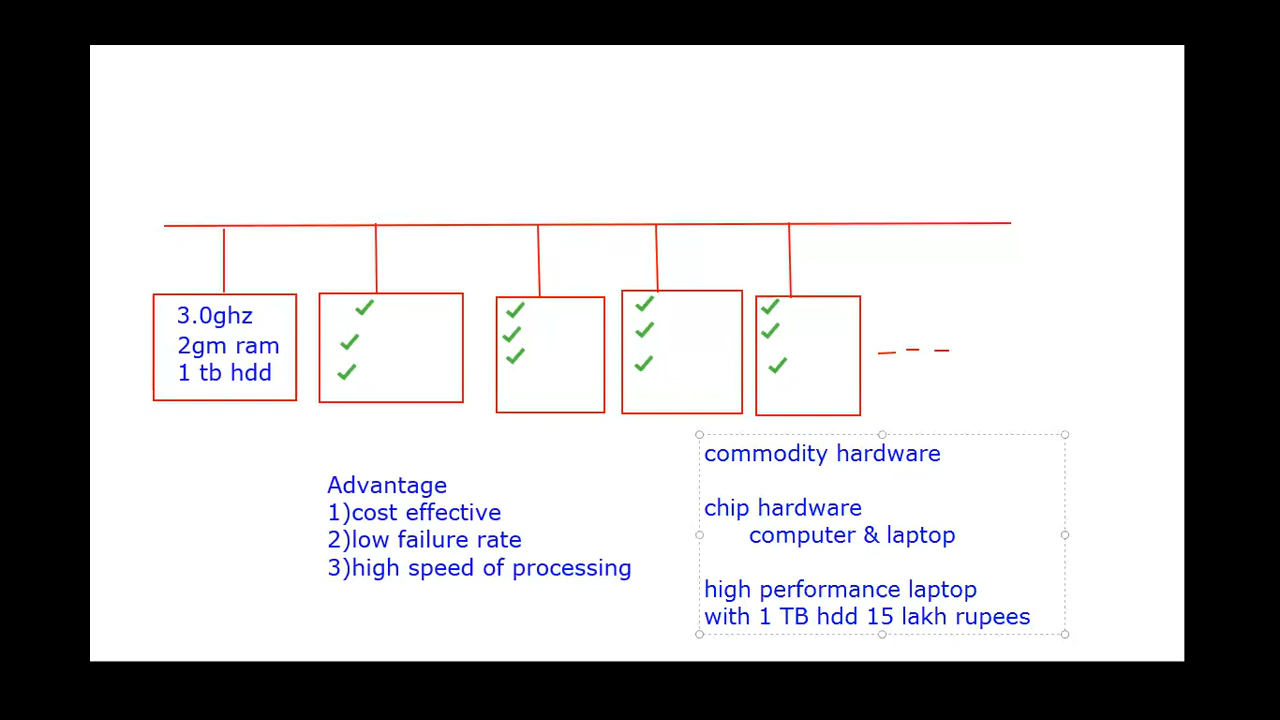 3.0ghz
2gm ram
1 tb hdd
Advantage
1)cost effective
2)low failure rate
3)high speed of processing
commodity hardware
chip hardware
computer & laptop
high performance laptop
with 1 TB hdd 15 lakh rupees